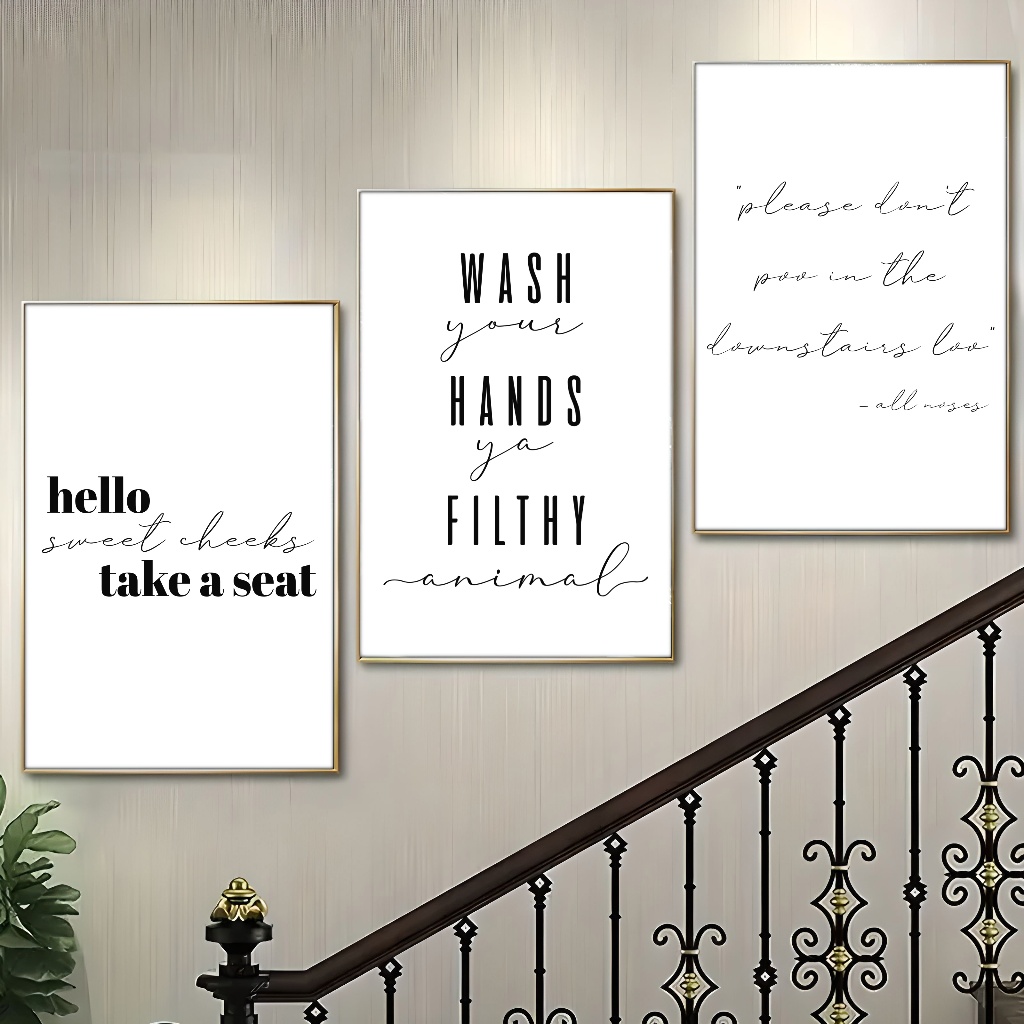 hello
sweet cheeks
take a seat
WASH
your
HANDS
ya
FILTHY
animal
"please don't
poo in the
downstairs loo"
- all noses